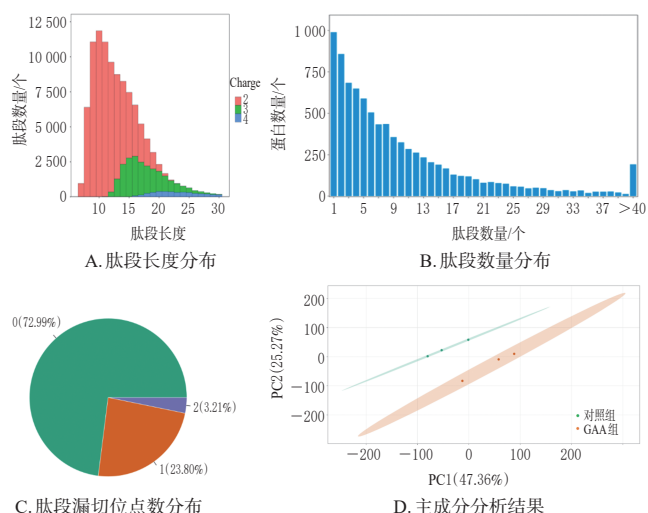 12 500
10 000
7 500
5 000
2 500
0
肽段数量/个
10 15 20 25 30
肽段长度
Charge
2
3
4
A. 肽段长度分布
1 000
750
500
250
0
蛋白数量/个
1 5 9 13 17 21 25 29 33 37 >40
肽段数量/个
B. 肽段数量分布
0(72.99%)
2(3.21%)
1(23.80%)
C. 肽段漏切位点数分布
200
100
0
−100
−200
PC2(25.27%)
−200 −100 0 100 200
PC1(47.36%)
对照组
GAA组
D. 主成分分析结果